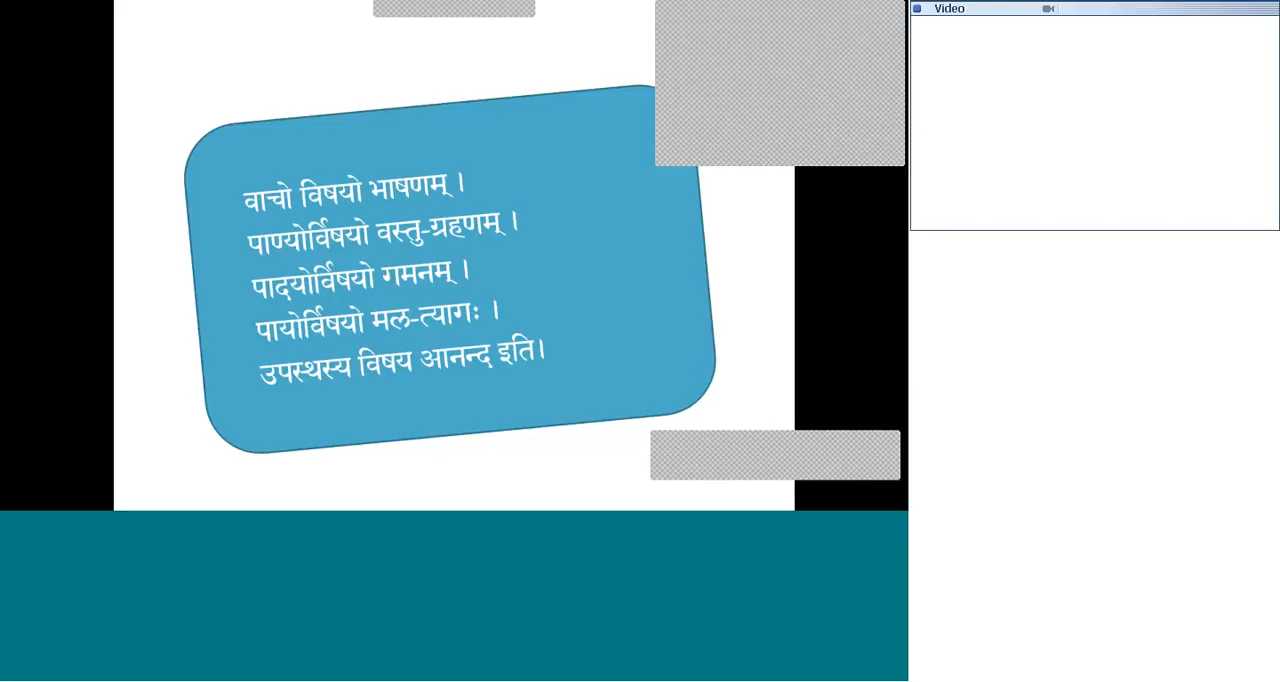 Video
वाचो विषयो भाषणम् ।
पाण्योर्विषयो वस्तु-ग्रहणम् ।
पादयोर्विषयो गमनम् ।
पायोर्विषयो मल-त्यागः ।
उपस्थस्य विषय आनन्द इति।